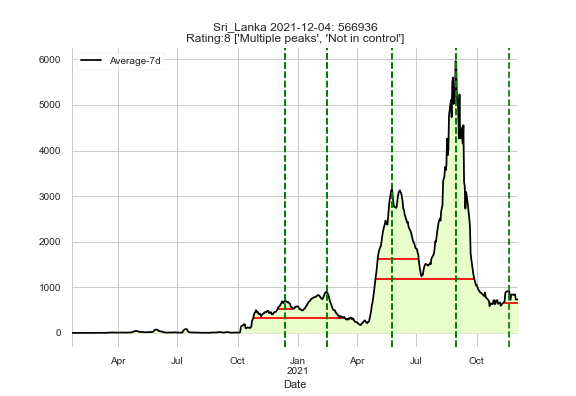 Sri_Lanka 2021-12-04: 566936
Rating:8 ['Multiple peaks', 'Not in control']
Average-7d
6000
5000
4000
3000
2000
1000
0
Apr Jul Oct Jan Apr Jul Oct
2021
Date